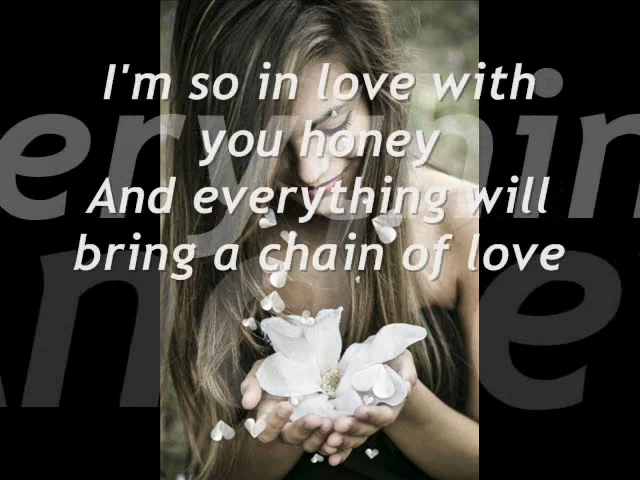 I'm so in love with
you honey
And everything will
bring a chain of love